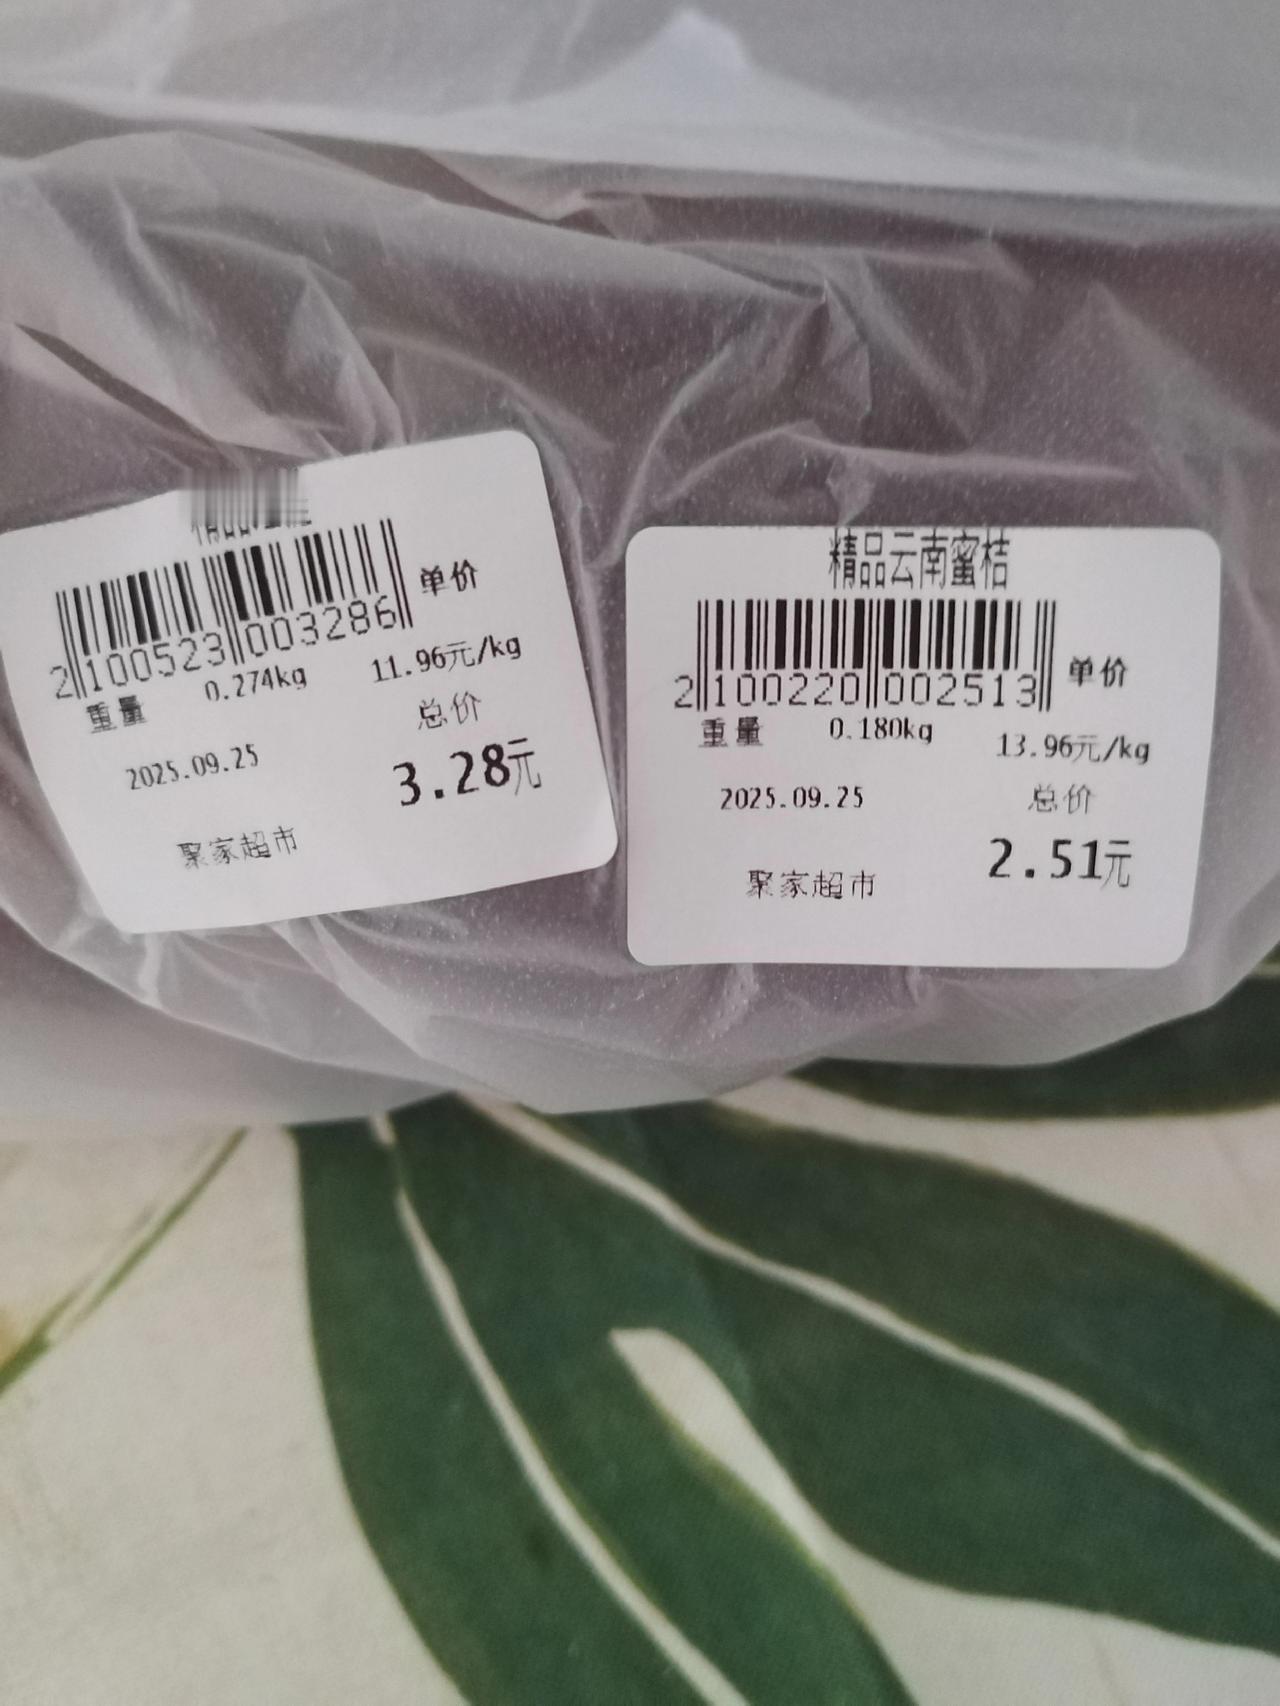 2 100523 003286
单价
重量 0.274kg
11.96元/kg
总价
2025.09.25
3.28元
聚家超市
精品云南蜜桔
2 100220 002513
单价
重量 0.180kg
13.96元/kg
2025.09.25
总价
2.51元
聚家超市